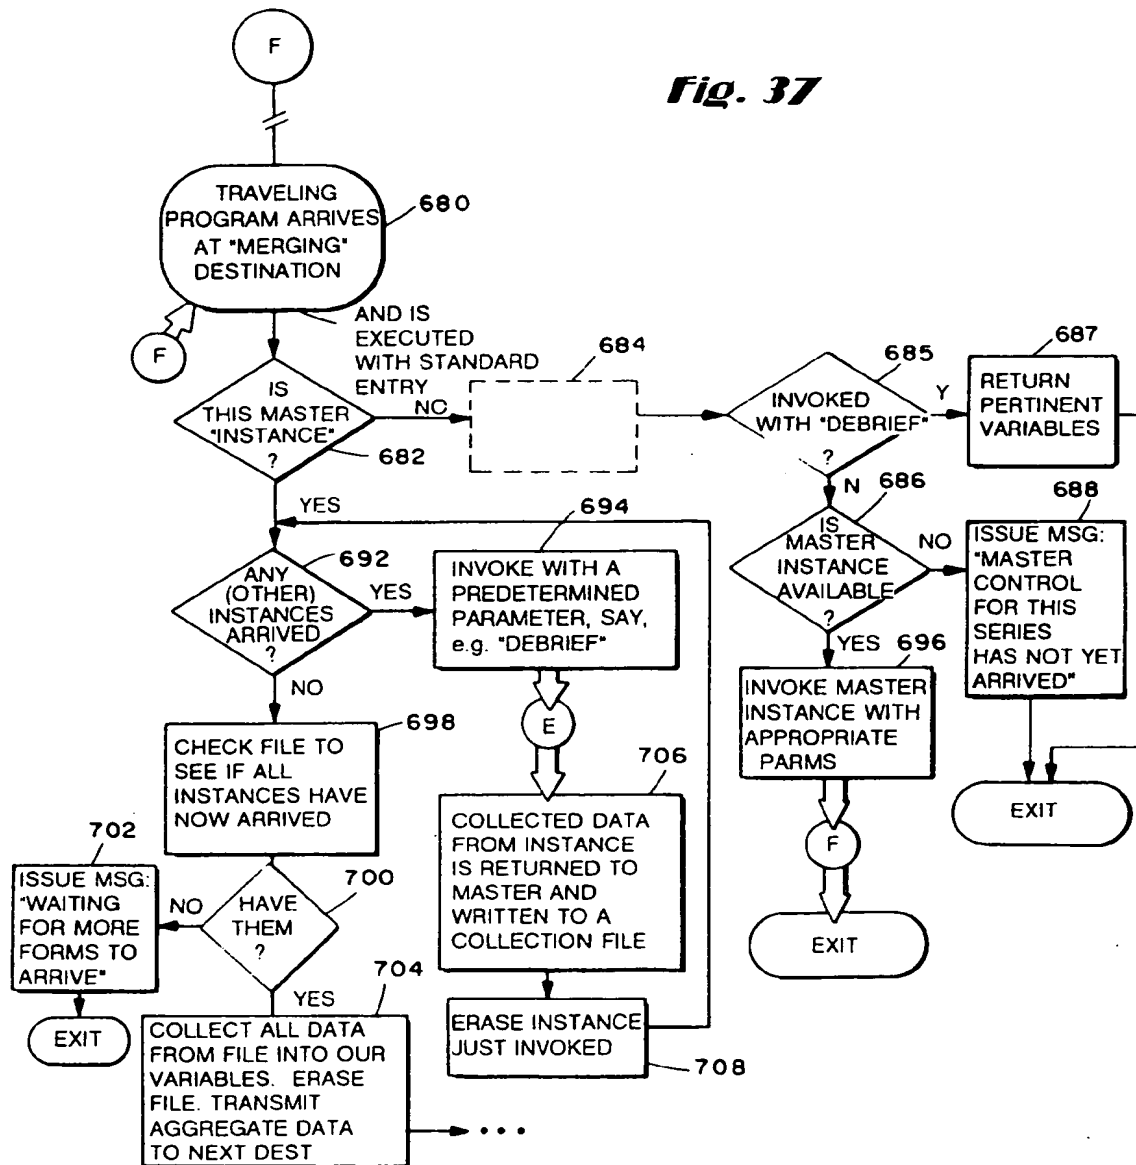 F
Fig. 37
TRAVELING
PROGRAM ARRIVES
AT "MERGING"
DESTINATION
680
F
AND IS
EXECUTED
WITH STANDARD
ENTRY
IS
THIS MASTER
"INSTANCE"
?
682
NO
684
INVOKED
WITH "DEBRIEF"
?
685
Y
687
RETURN
PERTINENT
VARIABLES
N
686
IS
MASTER
INSTANCE
AVAILABLE
?
NO
688
ISSUE MSG:
"MASTER
CONTROL
FOR THIS
SERIES
HAS NOT YET
ARRIVED"
EXIT
YES
696
INVOKE MASTER
INSTANCE WITH
APPROPRIATE
PARMS
F
EXIT
YES
692
ANY
(OTHER)
INSTANCES
ARRIVED
?
YES
694
INVOKE WITH A
PREDETERMINED
PARAMETER, SAY,
e.g. "DEBRIEF"
E
706
COLLECTED DATA
FROM INSTANCE
IS RETURNED TO
MASTER AND
WRITTEN TO A
COLLECTION FILE
ERASE INSTANCE
JUST INVOKED
708
NO
698
CHECK FILE TO
SEE IF ALL
INSTANCES HAVE
NOW ARRIVED
700
HAVE
THEM
?
NO
702
ISSUE MSG:
"WAITING
FOR MORE
FORMS TO
ARRIVE"
EXIT
YES
704
COLLECT ALL DATA
FROM FILE INTO OUR
VARIABLES. ERASE
FILE. TRANSMIT
AGGREGATE DATA
TO NEXT DEST
• • •